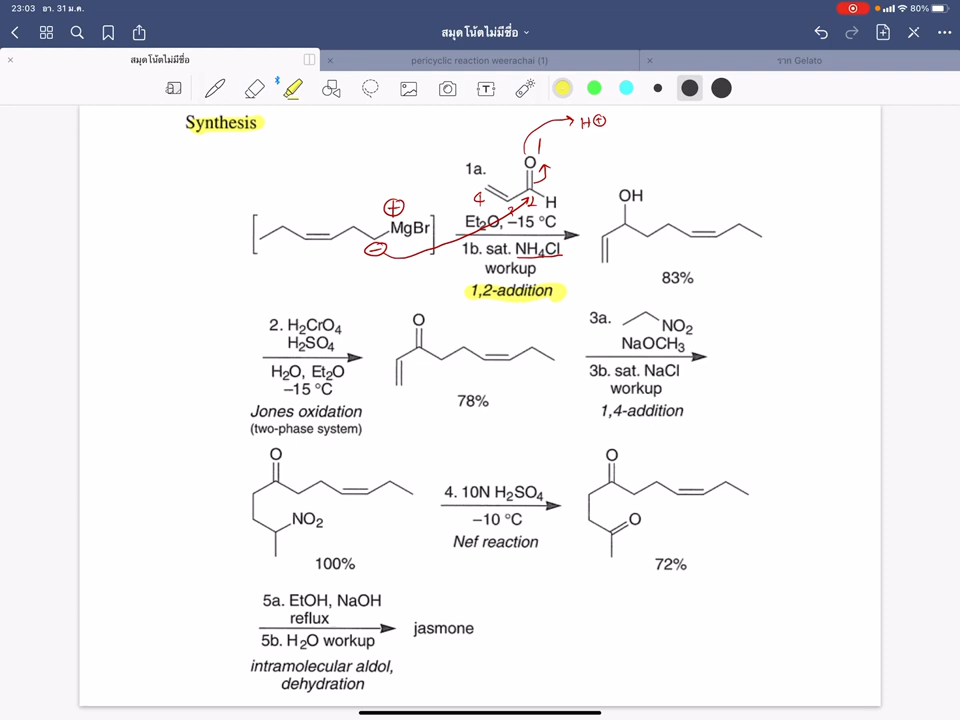 23:03 อา. 31 ม.ค.
80%
สมุดโน้ตไม่มีชื่อ
สมุดโน้ตไม่มีชื่อ
pericyclic reaction weerachai (1)
ราก Gelato
T
Synthesis
1a.
O
1
H⊕
4
3
2
H
[
⊕
MgBr
⊖
]
Et2O, –15 °C
1b. sat. NH4Cl
workup
1,2-addition
OH
83%
2. H2CrO4
H2SO4
H2O, Et2O
–15 °C
Jones oxidation
(two-phase system)
O
78%
3a.
NO2
NaOCH3
3b. sat. NaCl
workup
1,4-addition
O
NO2
100%
4. 10N H2SO4
–10 °C
Nef reaction
O
O
72%
5a. EtOH, NaOH
reflux
5b. H2O workup
intramolecular aldol,
dehydration
jasmone